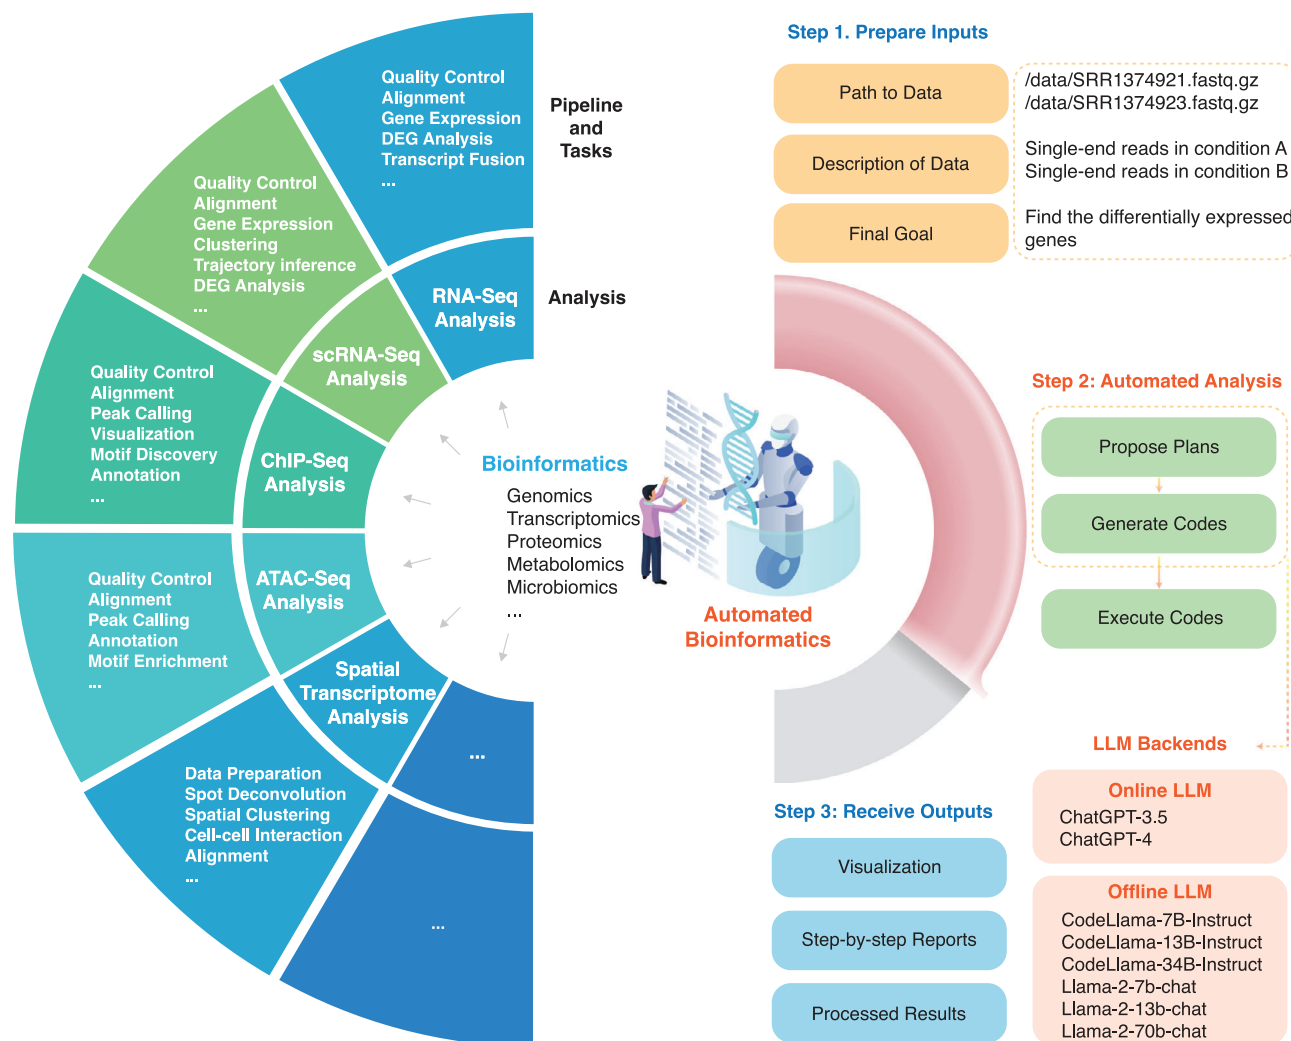 Quality Control
Alignment
Gene Expression
DEG Analysis
Transcript Fusion
...
Pipeline
and
Tasks
Quality Control
Alignment
Gene Expression
Clustering
Trajectory inference
DEG Analysis
...
RNA-Seq
Analysis
Analysis
scRNA-Seq
Analysis
Quality Control
Alignment
Peak Calling
Visualization
Motif Discovery
Annotation
...
ChIP-Seq
Analysis
Bioinformatics
Genomics
Transcriptomics
Proteomics
Metabolomics
Microbiomics
...
Quality Control
Alignment
Peak Calling
Annotation
Motif Enrichment
...
ATAC-Seq
Analysis
Spatial
Transcriptome
Analysis
...
Data Preparation
Spot Deconvolution
Spatial Clustering
Cell-cell Interaction
Alignment
...
...
Automated
Bioinformatics
Step 1. Prepare Inputs
Path to Data
/data/SRR1374921.fastq.gz
/data/SRR1374923.fastq.gz
Description of Data
Single-end reads in condition A
Single-end reads in condition B
Final Goal
Find the differentially expressed
genes
Step 2: Automated Analysis
Propose Plans
Generate Codes
Execute Codes
LLM Backends
Online LLM
ChatGPT-3.5
ChatGPT-4
Offline LLM
CodeLlama-7B-Instruct
CodeLlama-13B-Instruct
CodeLlama-34B-Instruct
Llama-2-7b-chat
Llama-2-13b-chat
Llama-2-70b-chat
Step 3: Receive Outputs
Visualization
Step-by-step Reports
Processed Results